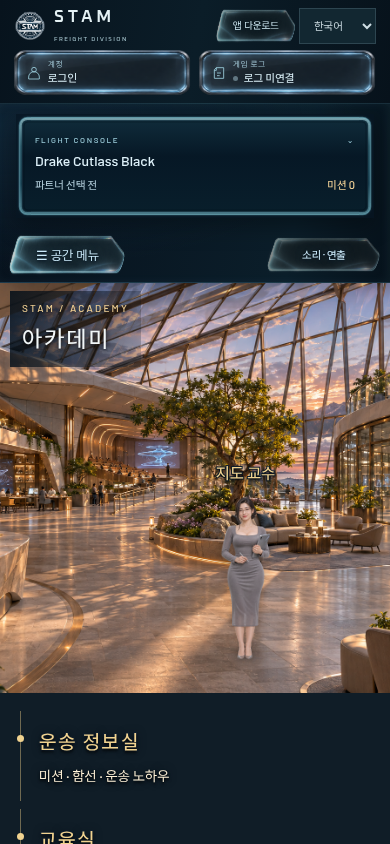 STAM
FREIGHT DIVISION
앱 다운로드
한국어
계정
로그인
게임 로그
로그 미연결
FLIGHT CONSOLE
Drake Cutlass Black
파트너 선택 전
미션 0
☰ 공간 메뉴
소리·연출
STAM / ACADEMY
아카데미
지도 교수
운송 정보실
미션·함선·운송 노하우
교육실